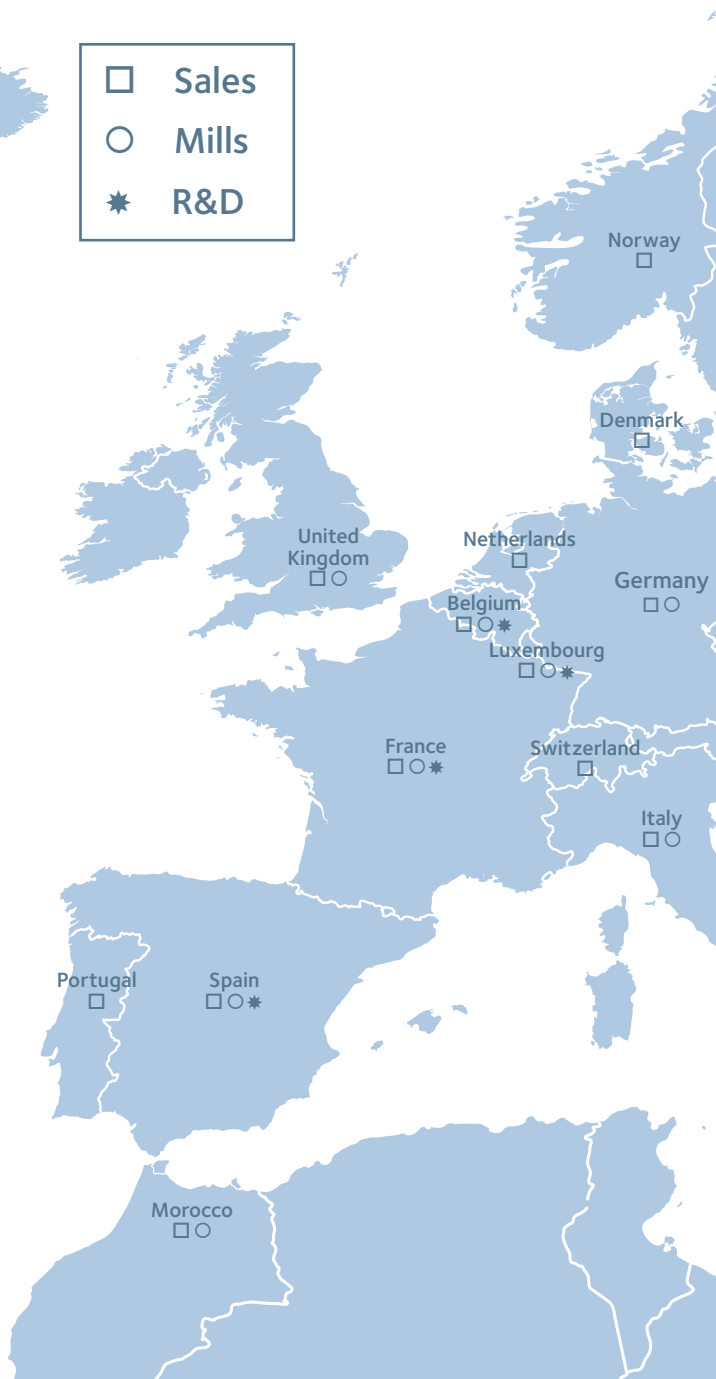 Sales
Mills
R&D
Norway
Denmark
United
Kingdom
Netherlands
Germany
Belgium
Luxembourg
France
Switzerland
Italy
Portugal
Spain
Morocco